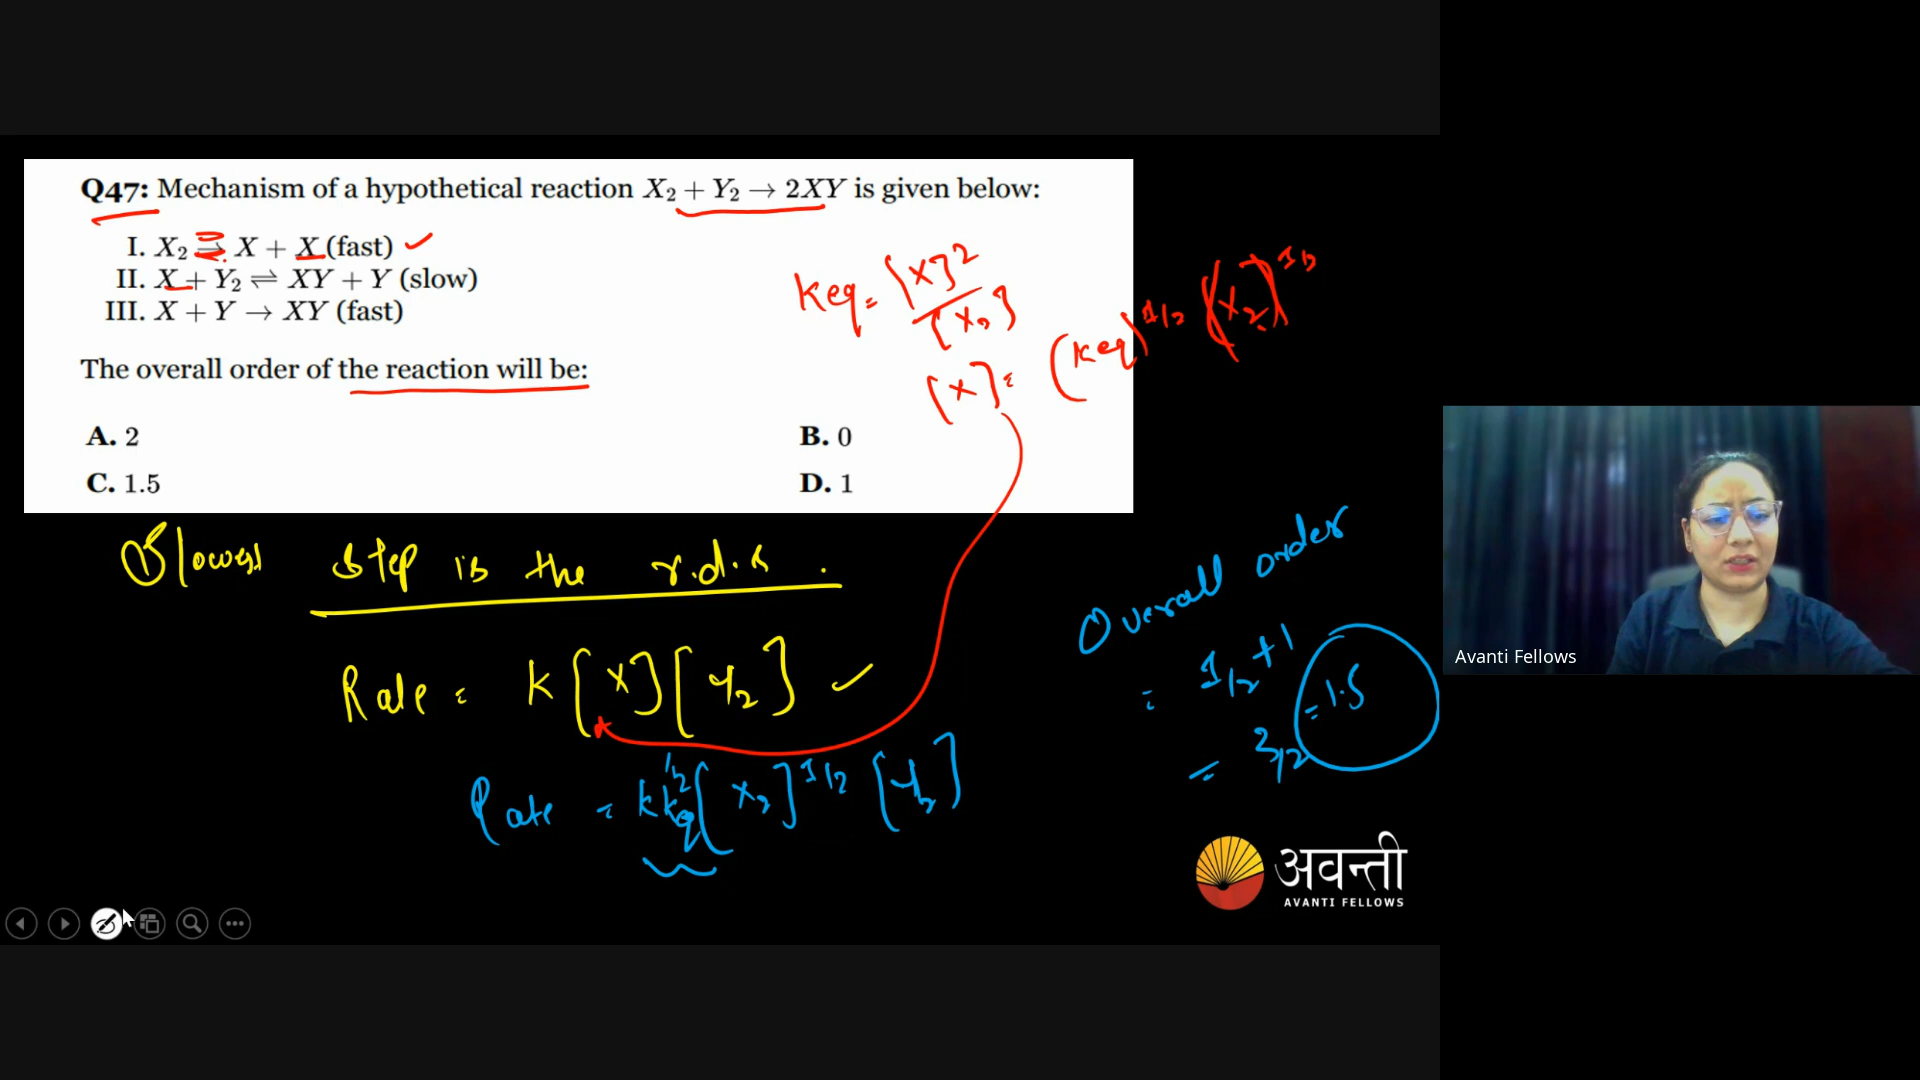 Q47: Mechanism of a hypothetical reaction X₂ + Y₂ → 2XY is given below:
I. X₂ ⇌ X + X (fast) ✓
II. X + Y₂ ⇌ XY + Y (slow)
III. X + Y → XY (fast)
The overall order of the reaction will be:
A. 2
B. 0
C. 1.5
D. 1
Keq = [X]²/[X₂]
[X] = (Keq)^1/2 [X₂]^1/2
Slowest step is the r.d.s.
Rate = k[X][Y₂] ✓
Rate = k Keq^1/2 [X₂]^1/2 [Y₂]
Overall order
= 1/2 + 1
= 3/2 = 1.5
Avanti Fellows
अवन्ती
AVANTI FELLOWS